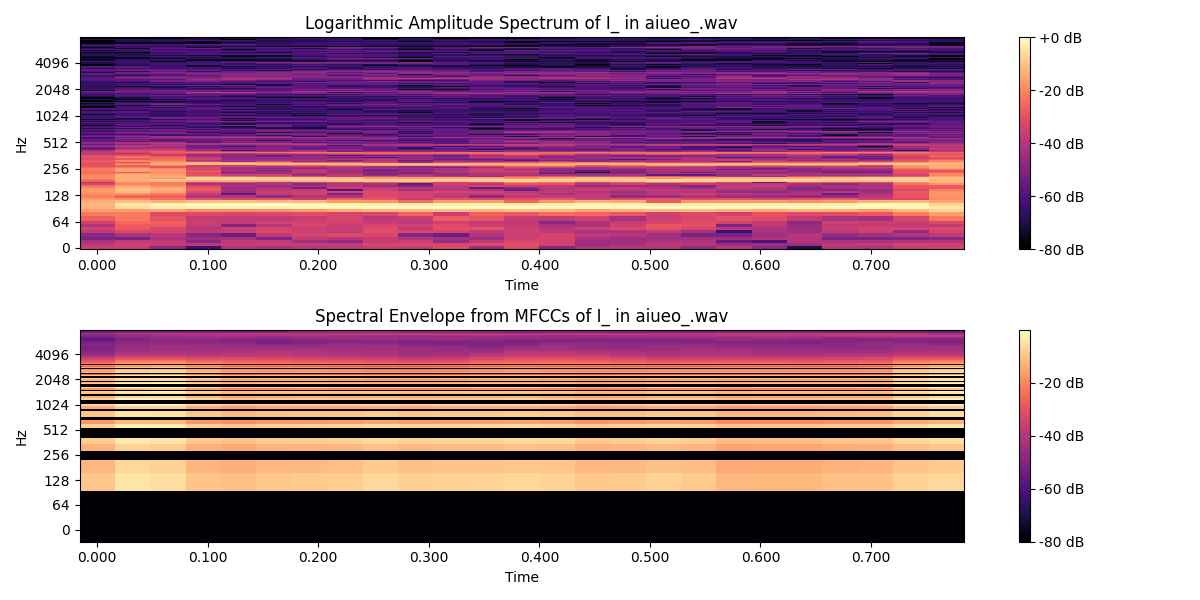 Logarithmic Amplitude Spectrum of I_ in aiueo_.wav
Hz
4096
2048
1024
512
256
128
64
0
0.000 0.100 0.200 0.300 0.400 0.500 0.600 0.700
Time
+0 dB
-20 dB
-40 dB
-60 dB
-80 dB
Spectral Envelope from MFCCs of I_ in aiueo_.wav
Hz
4096
2048
1024
512
256
128
64
0
0.000 0.100 0.200 0.300 0.400 0.500 0.600 0.700
Time
-20 dB
-40 dB
-60 dB
-80 dB